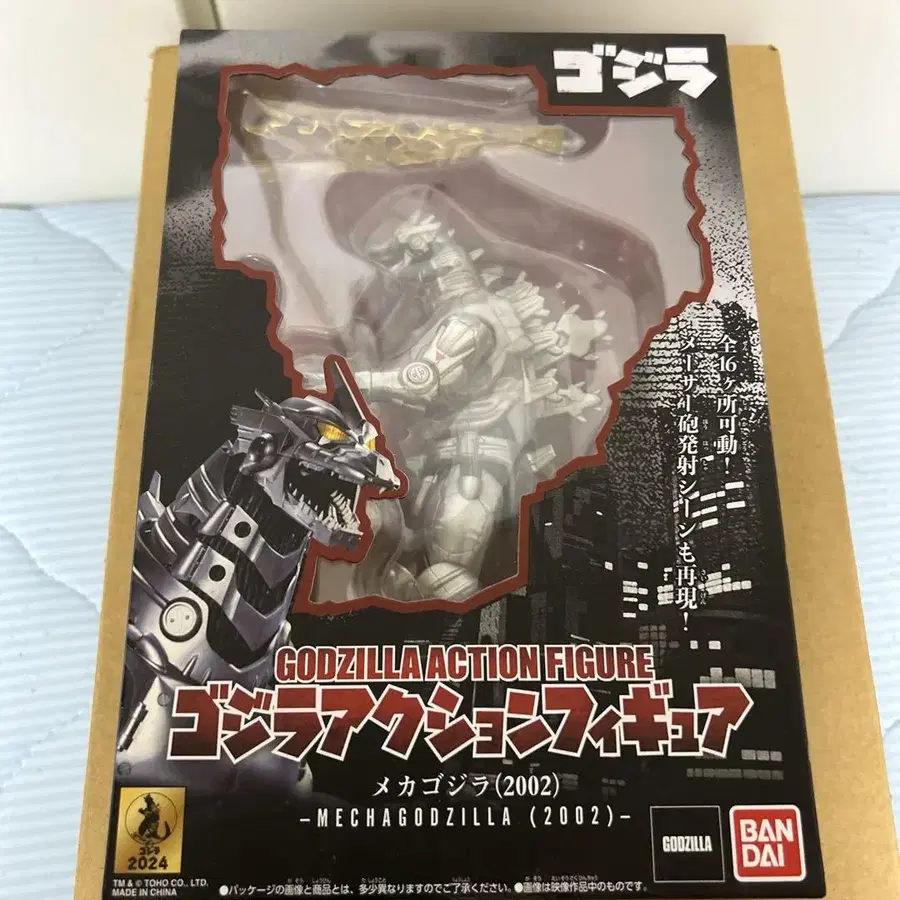 ゴジラ
全16ヶ所可動!
メーサー砲発射シーンも再現!
GODZILLA ACTION FIGURE
ゴジラアクションフィギュア
メカゴジラ(2002)
-MECHAGODZILLA (2002)-
ゴジラ
2024
GODZILLA
BAN
DAI
TM & © TOHO CO., LTD.
MADE IN CHINA
●パッケージの画像と商品とは、多少異なりますのでご了承ください。●画像は映像作品中のものです。